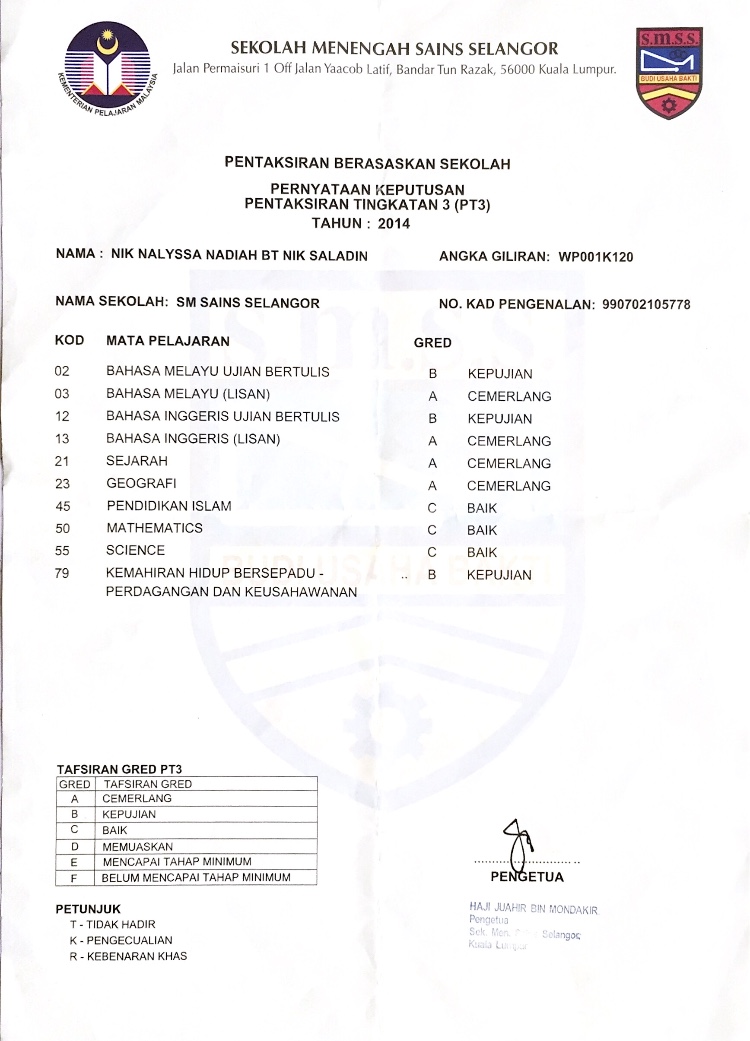 SEKOLAH MENENGAH SAINS SELANGOR
Jalan Permaisuri 1 Off Jalan Yaacob Latif, Bandar Tun Razak, 56000 Kuala Lumpur.
KEMENTERIAN PELAJARAN MALAYSIA
s.m.s.s.
BUDI USAHA BAKTI
PENTAKSIRAN BERASASKAN SEKOLAH
PERNYATAAN KEPUTUSAN
PENTAKSIRAN TINGKATAN 3 (PT3)
TAHUN : 2014
NAMA : NIK NALYSSA NADIAH BT NIK SALADIN ANGKA GILIRAN: WP001K120
NAMA SEKOLAH: SM SAINS SELANGOR NO. KAD PENGENALAN: 990702105778
KOD MATA PELAJARAN GRED
02 BAHASA MELAYU UJIAN BERTULIS B KEPUJIAN
03 BAHASA MELAYU (LISAN) A CEMERLANG
12 BAHASA INGGERIS UJIAN BERTULIS B KEPUJIAN
13 BAHASA INGGERIS (LISAN) A CEMERLANG
21 SEJARAH A CEMERLANG
23 GEOGRAFI A CEMERLANG
45 PENDIDIKAN ISLAM C BAIK
50 MATHEMATICS C BAIK
55 SCIENCE C BAIK
79 KEMAHIRAN HIDUP BERSEPADU - .. B KEPUJIAN
PERDAGANGAN DAN KEUSAHAWANAN
s.m.s.s.
BUDI USAHA BAKTI
TAFSIRAN GRED PT3
GRED TAFSIRAN GRED
A CEMERLANG
B KEPUJIAN
C BAIK
D MEMUASKAN
E MENCAPAI TAHAP MINIMUM
F BELUM MENCAPAI TAHAP MINIMUM
PETUNJUK
T - TIDAK HADIR
K - PENGECUALIAN
R - KEBENARAN KHAS
PENGETUA
HAJI JUAHIR BIN MONDAKIR
Pengetua
Sek. Men. Selangor,
Kuala Lumpur